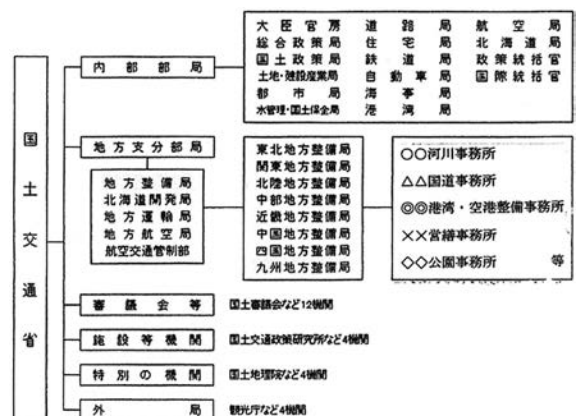 国土交通省
内部部局
大臣官房 道路局 航空局
総合政策局 住宅局 北海道局
国土政策局 鉄道局 政策統括官
土地・建設産業局 自動車局 国際統括官
都市局 海事局
水管理・国土保全局 港湾局
地方支分部局
地方整備局
北海道開発局
地方運輸局
地方航空局
航空交通管制部
東北地方整備局
関東地方整備局
北陸地方整備局
中部地方整備局
近畿地方整備局
中国地方整備局
四国地方整備局
九州地方整備局
○○河川事務所
△△国道事務所
◎◎港湾・空港整備事務所
××営繕事務所
◇◇公園事務所 等
審議会等 国土審議会など12機関
施設等機関 国土交通政策研究所など4機関
特別の機関 国土地理院など4機関
外局 観光庁など4機関